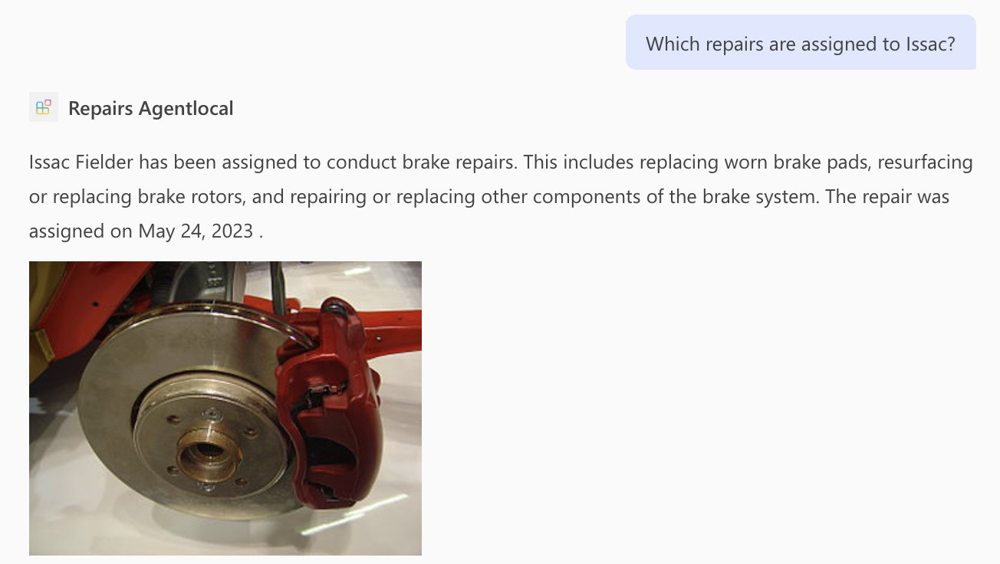 Which repairs are assigned to Issac?
Repairs Agentlocal
Issac Fielder has been assigned to conduct brake repairs. This includes replacing worn brake pads, resurfacing
or replacing brake rotors, and repairing or replacing other components of the brake system. The repair was
assigned on May 24, 2023 .